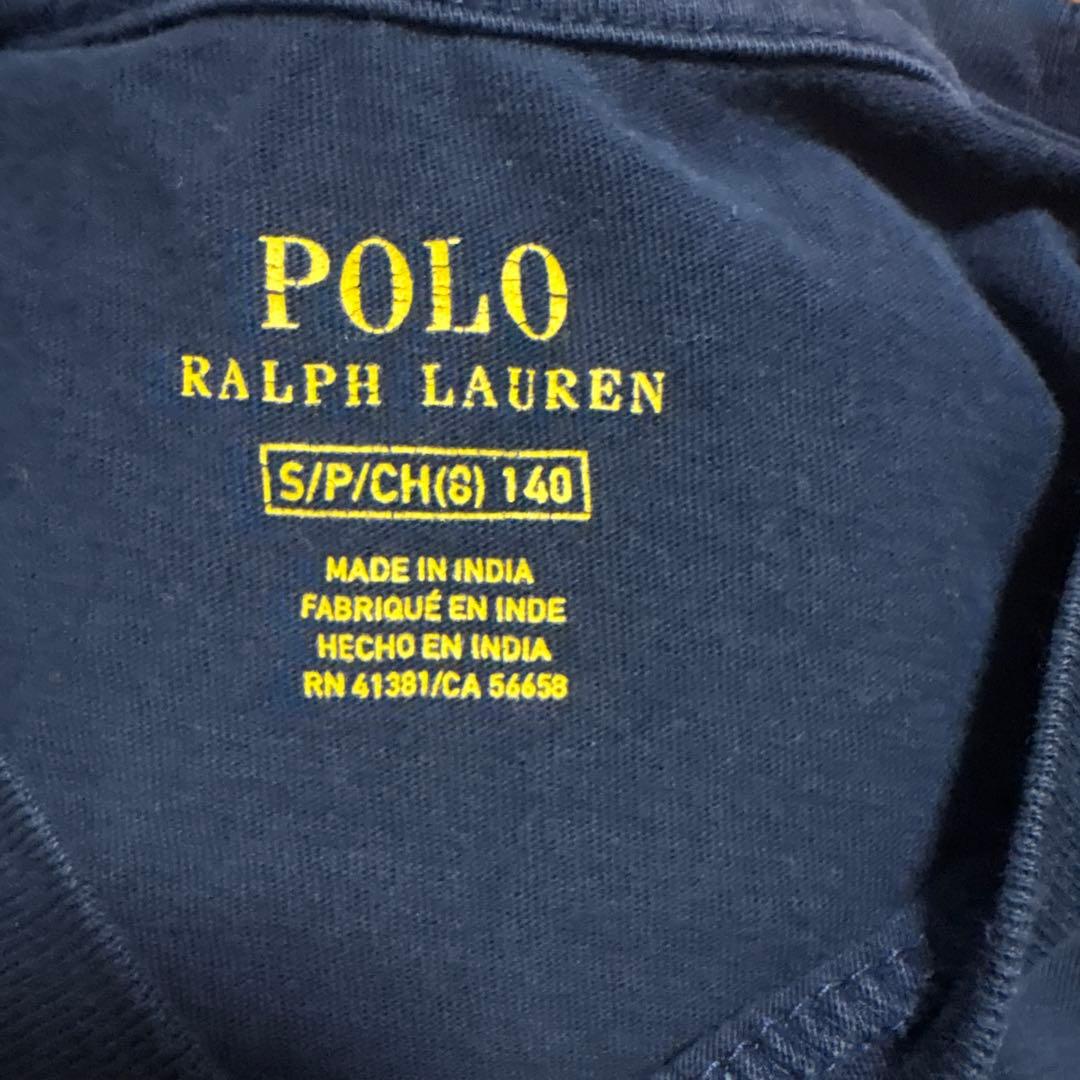 POLO
RALPH LAUREN
S/P/CH(8) 140
MADE IN INDIA
FABRIQUÉ EN INDE
HECHO EN INDIA
RN 41381/CA 56658